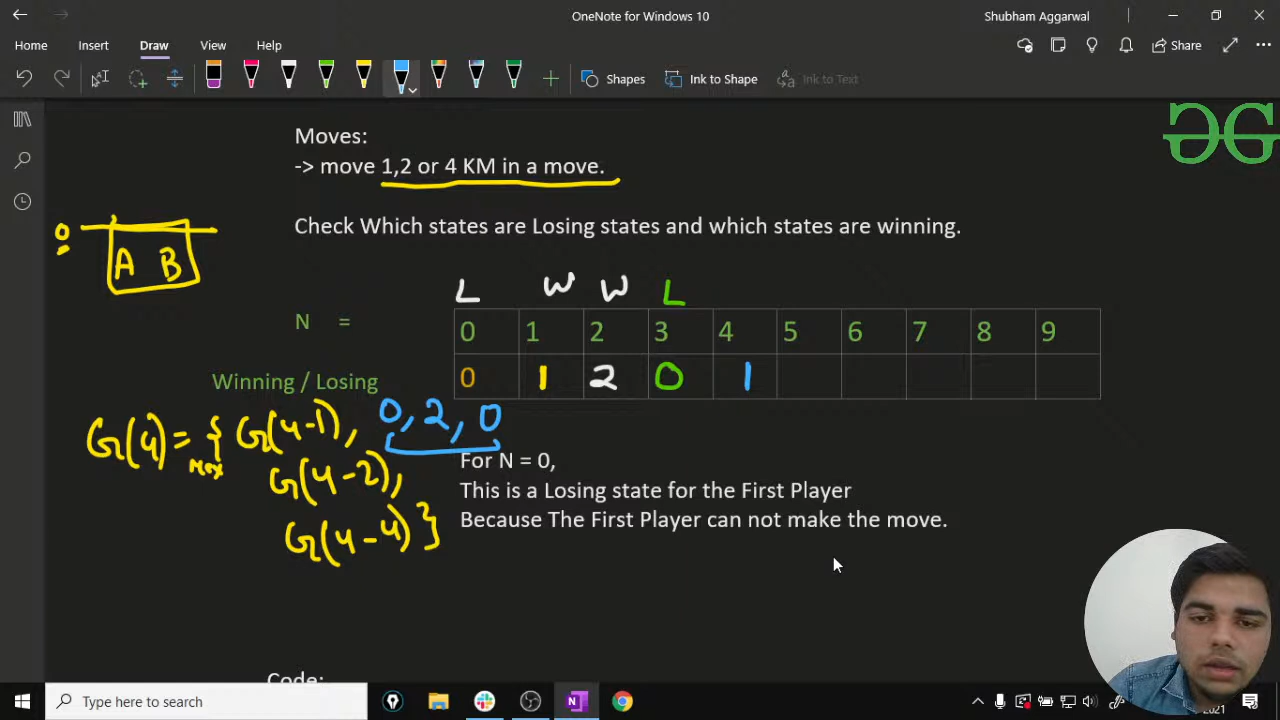 OneNote for Windows 10
Shubham Aggarwal
Home Insert Draw View Help
Share
Shapes Ink to Shape Ink to Text
Moves:
-> move 1,2 or 4 KM in a move.
Check Which states are Losing states and which states are winning.
0
A B
L W W L
N = 0 1 2 3 4 5 6 7 8 9
Winning / Losing 0 1 2 0 1
0, 2, 0
G(4) = Mex { G(4-1),
G(4-2),
G(4-4) }
For N = 0,
This is a Losing state for the First Player
Because The First Player can not make the move.
Code:
Type here to search
2021